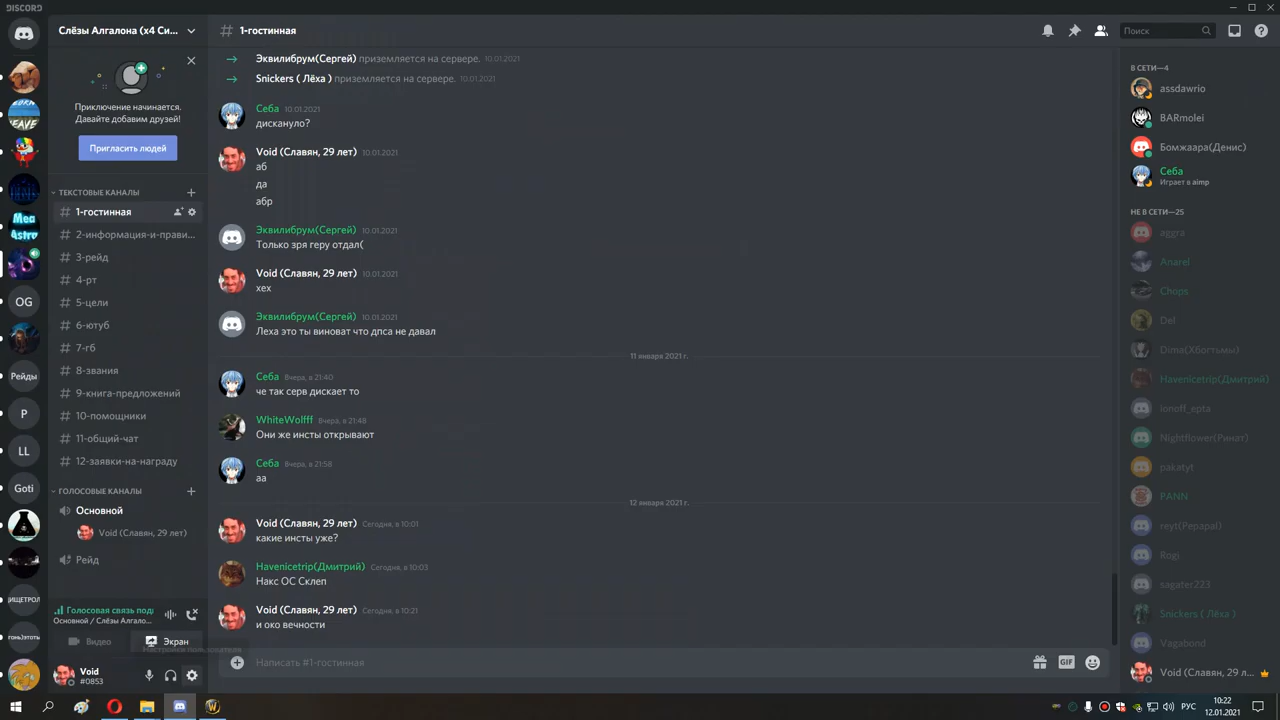 DISCORD
Слёзы Алгалона (x4 Си...
1-гостинная
Поиск
Приключение начинается.
Давайте добавим друзей!
Пригласить людей
ТЕКСТОВЫЕ КАНАЛЫ
1-гостинная
2-информация-и-прави...
3-рейд
4-рт
5-цели
6-ютуб
7-гб
8-звания
9-книга-предложений
10-помощники
11-общий-чат
12-заявки-на-награду
ГОЛОСОВЫЕ КАНАЛЫ
Основной
Void (Славян, 29 лет)
Рейд
Голосовая связь подк
Основной / Слёзы Алгало...
Видео
Экран
Настройки пользователя
Void
#0853
Mea
Astro
OG
Рейды
P
LL
Goti
Эквилибрум(Сергей) приземляется на сервере. 10.01.2021
Snickers ( Лёха ) приземляется на сервере. 10.01.2021
Себа 10.01.2021
дискануло?
Void (Славян, 29 лет) 10.01.2021
аб
да
абр
Эквилибрум(Сергей) 10.01.2021
Только зря геру отдал(
Void (Славян, 29 лет) 10.01.2021
хех
Эквилибрум(Сергей) 10.01.2021
Леха это ты виноват что дпса не давал
11 января 2021 г.
Себа Вчера, в 21:40
че так серв дискает то
WhiteWolfff Вчера, в 21:48
Они же инсты открывают
Себа Вчера, в 21:58
аа
12 января 2021 г.
Void (Славян, 29 лет) Сегодня, в 10:01
какие инсты уже?
Havenicetrip(Дмитрий) Сегодня, в 10:03
Накс ОС Склеп
Void (Славян, 29 лет) Сегодня, в 10:21
и око вечности
Написать #1-гостинная
GIF
В СЕТИ—4
assdawrio
BARmolei
Бомжаара(Денис)
Себа
Играет в aimp
НЕ В СЕТИ—25
aggra
Anarel
Chops
Del
Dima(Хботьмы)
Havenicetrip(Дмитрий)
ionoff_epta
Nightflower(Ринат)
pakatyt
PANN
reyt(Pepapal)
Rogi
sagater223
Snickers ( Лёха )
Vagabond
Void (Славян, 29 л...
РУС
10:22
12.01.2021